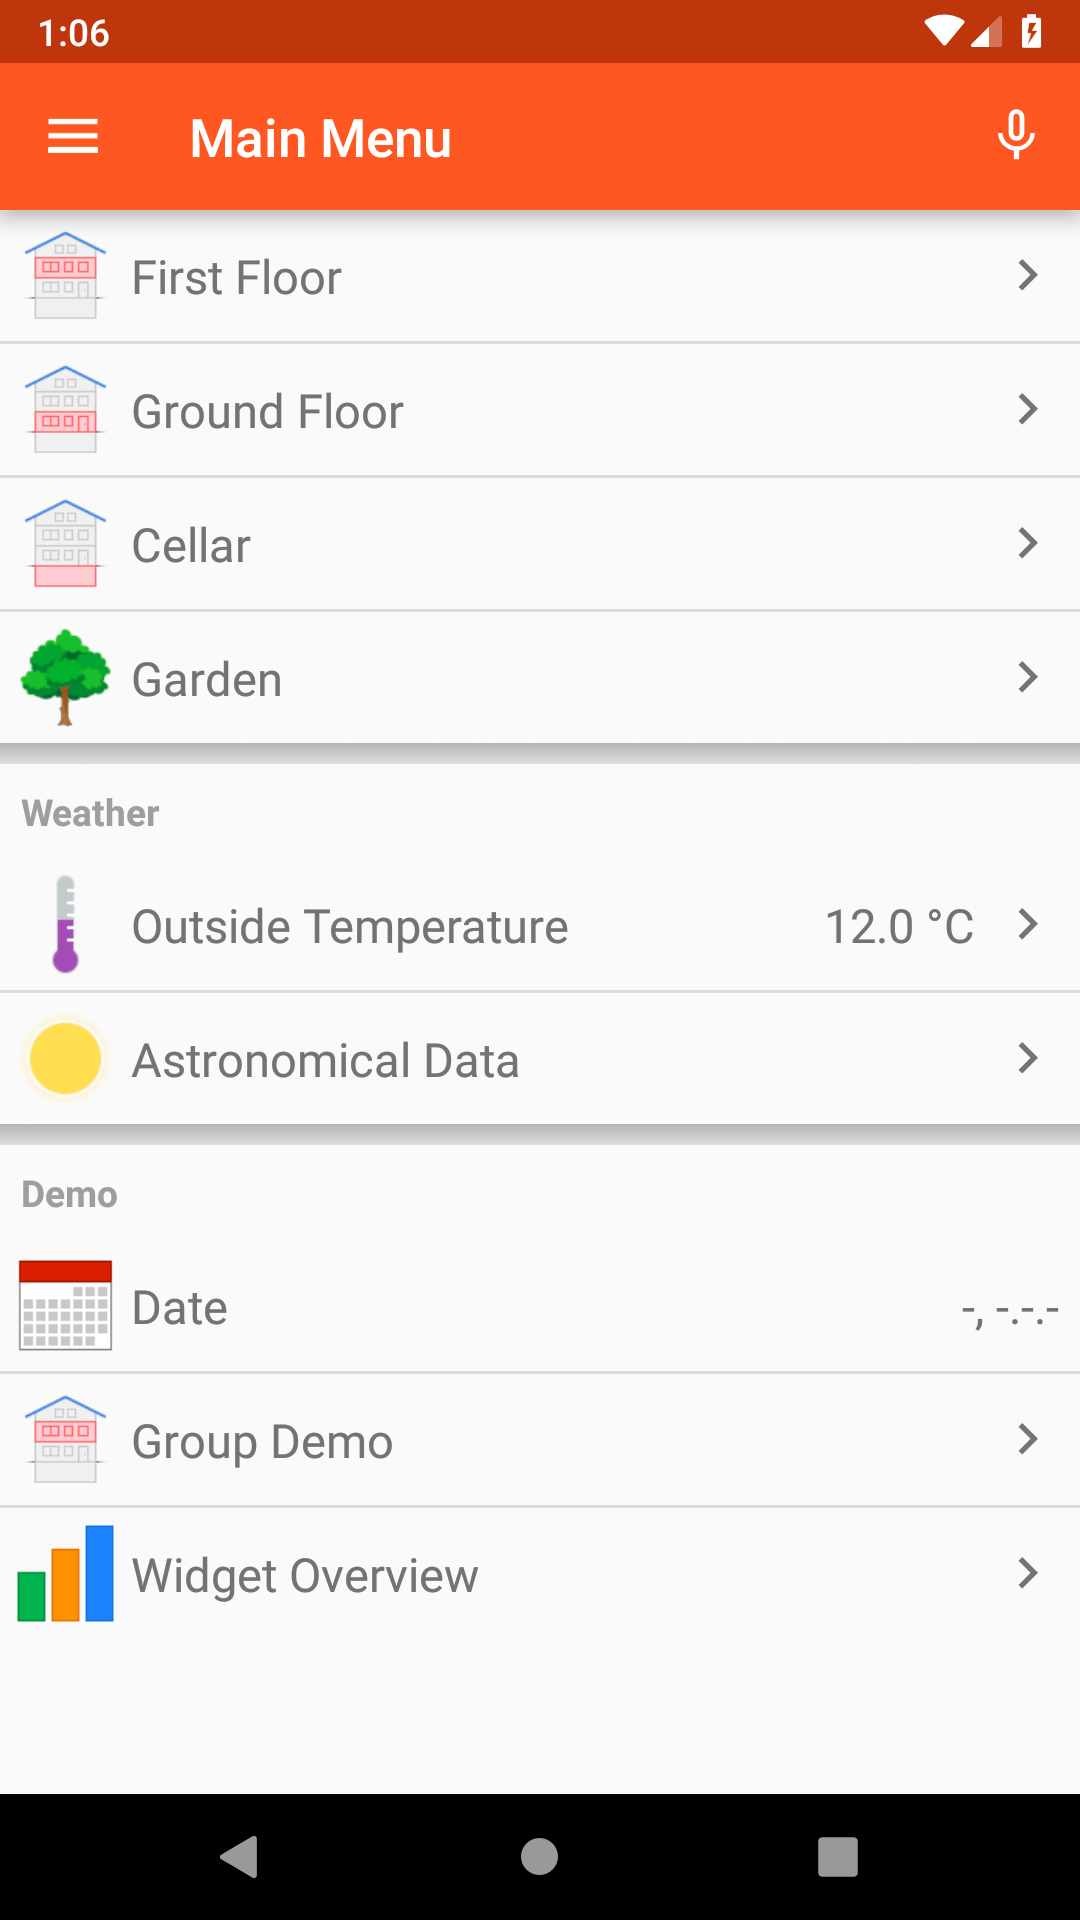 1:06
Main Menu
First Floor
Ground Floor
Cellar
Garden
Weather
Outside Temperature 12.0 °C
Astronomical Data
Demo
Date -, -.-.-
Group Demo
Widget Overview